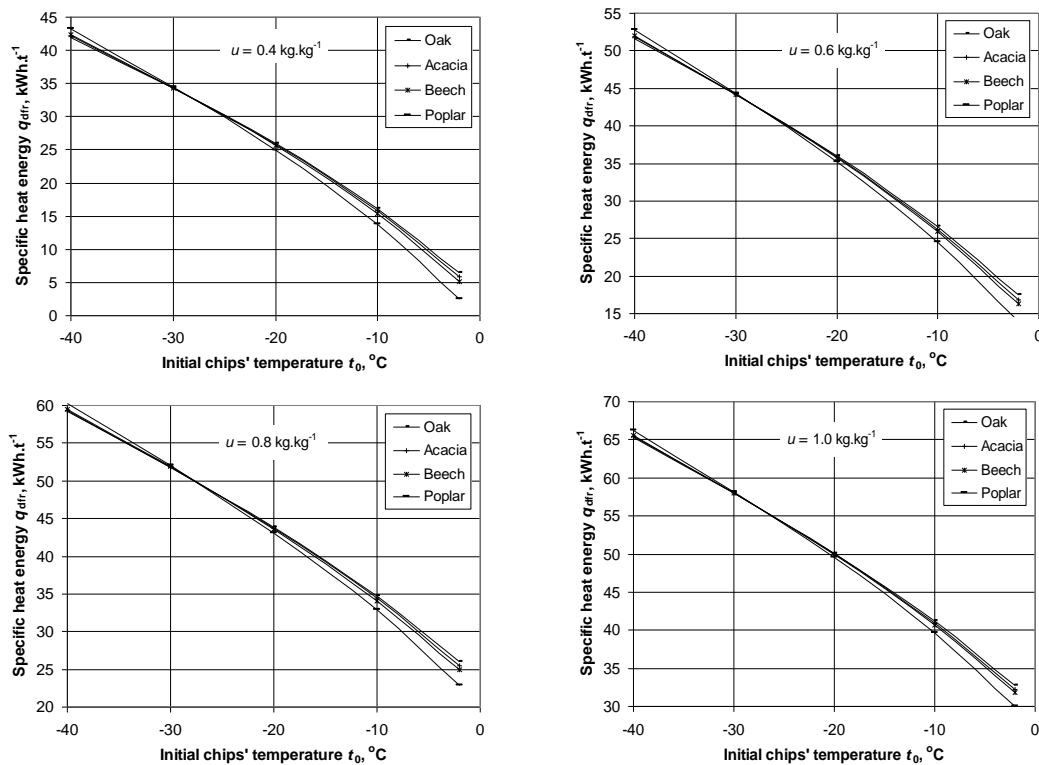 Specific heat energy qdfr, kWh.t-1
45
40
35
30
25
20
15
10
5
0
-40 -30 -20 -10 0
Initial chips' temperature t0, oC
u = 0.4 kg.kg-1
Oak
Acacia
Beech
Poplar
Specific heat energy qdfr, kWh.t-1
55
50
45
40
35
30
25
20
15
-40 -30 -20 -10 0
Initial chips' temperature t0, oC
u = 0.6 kg.kg-1
Oak
Acacia
Beech
Poplar
Specific heat energy qdfr, kWh.t-1
60
55
50
45
40
35
30
25
20
-40 -30 -20 -10 0
Initial chips' temperature t0, oC
u = 0.8 kg.kg-1
Oak
Acacia
Beech
Poplar
Specific heat energy qdfr, kWh.t-1
70
65
60
55
50
45
40
35
30
-40 -30 -20 -10 0
Initial chips' temperature t0, oC
u = 1.0 kg.kg-1
Oak
Acacia
Beech
Poplar